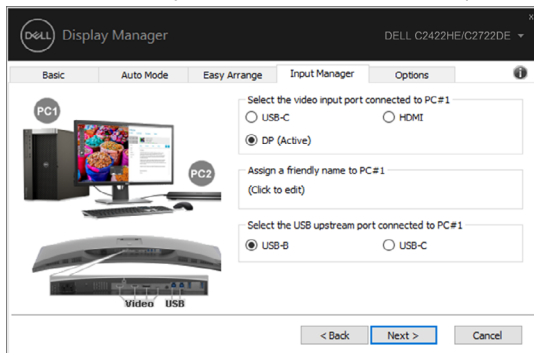 DELL Display Manager
DELL C2422HE/C2722DE
x
Basic Auto Mode Easy Arrange Input Manager Options
Select the video input port connected to PC#1
USB-C HDMI
DP (Active)
Assign a friendly name to PC#1
(Click to edit)
Select the USB upstream port connected to PC#1
USB-B USB-C
PC1
PC2
Video USB
< Back Next > Cancel